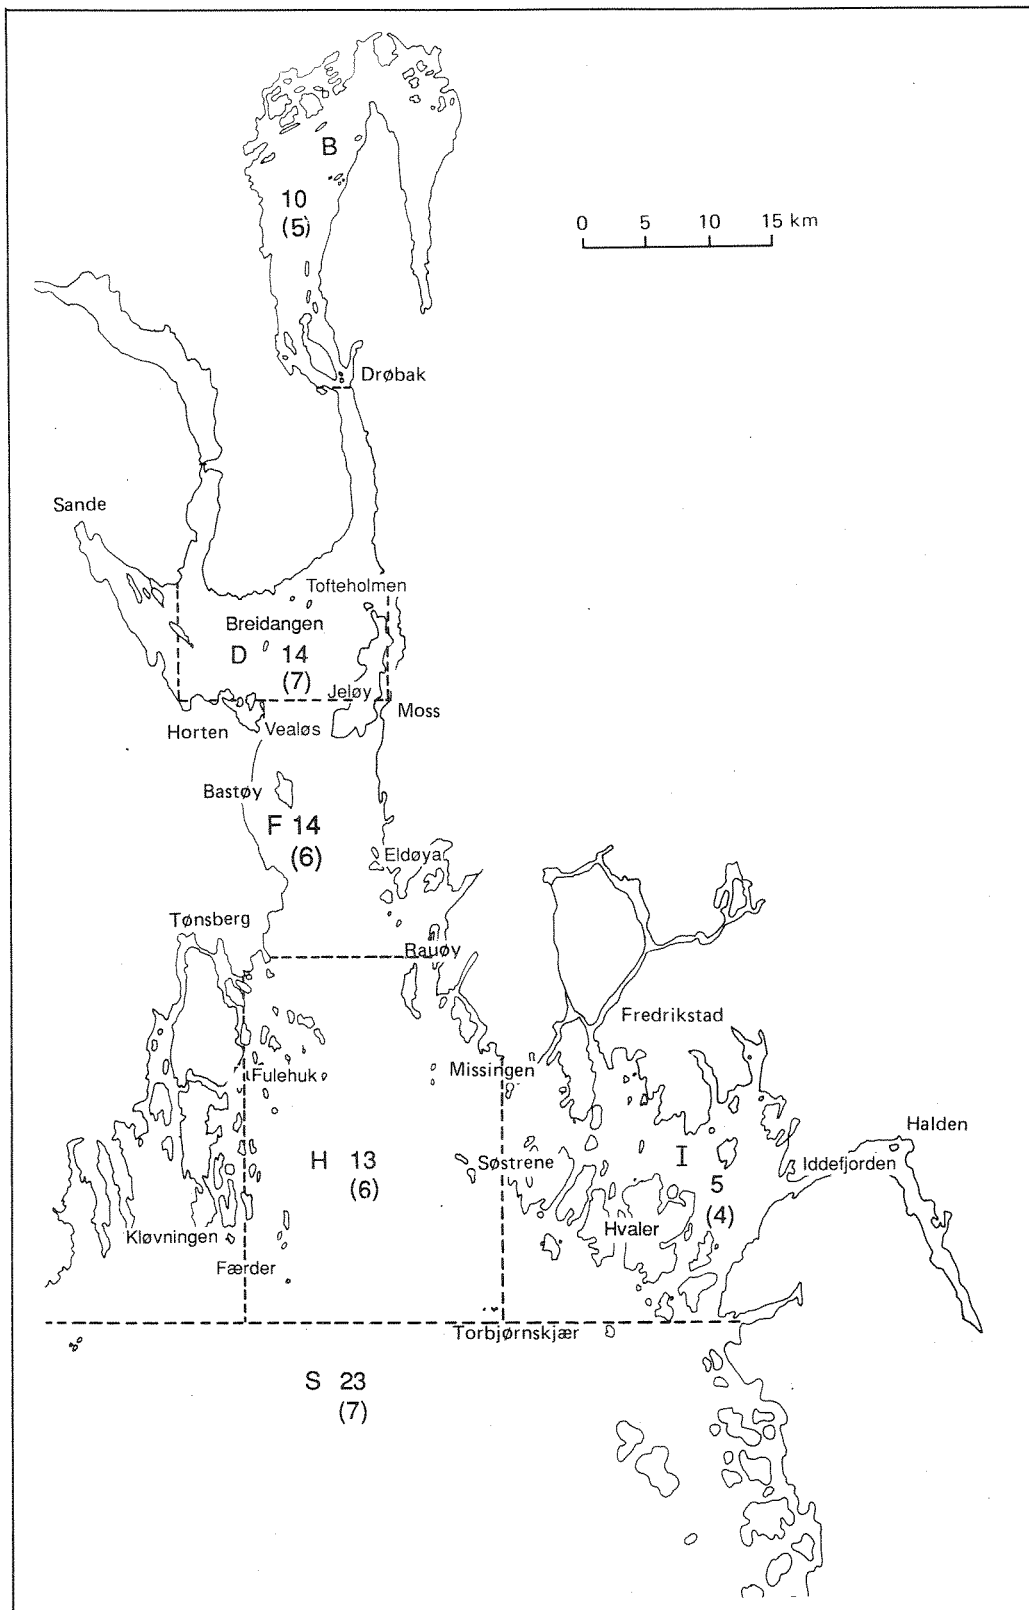 B
10
(5)
0 5 10 15 km
Drøbak
Sande
Tofteholmen
Breidangen
D 14
(7)
Jeløy
Moss
Horten
Vealøs
Bastøy
F 14
(6)
Eldøya
Tønsberg
Rauøy
Fredrikstad
Missingen
Fulehuk
Halden
H 13
(6)
Søstrene
I
5
(4)
Iddefjorden
Hvaler
Kløvningen
Færder
Torbjørnskjær
S 23
(7)